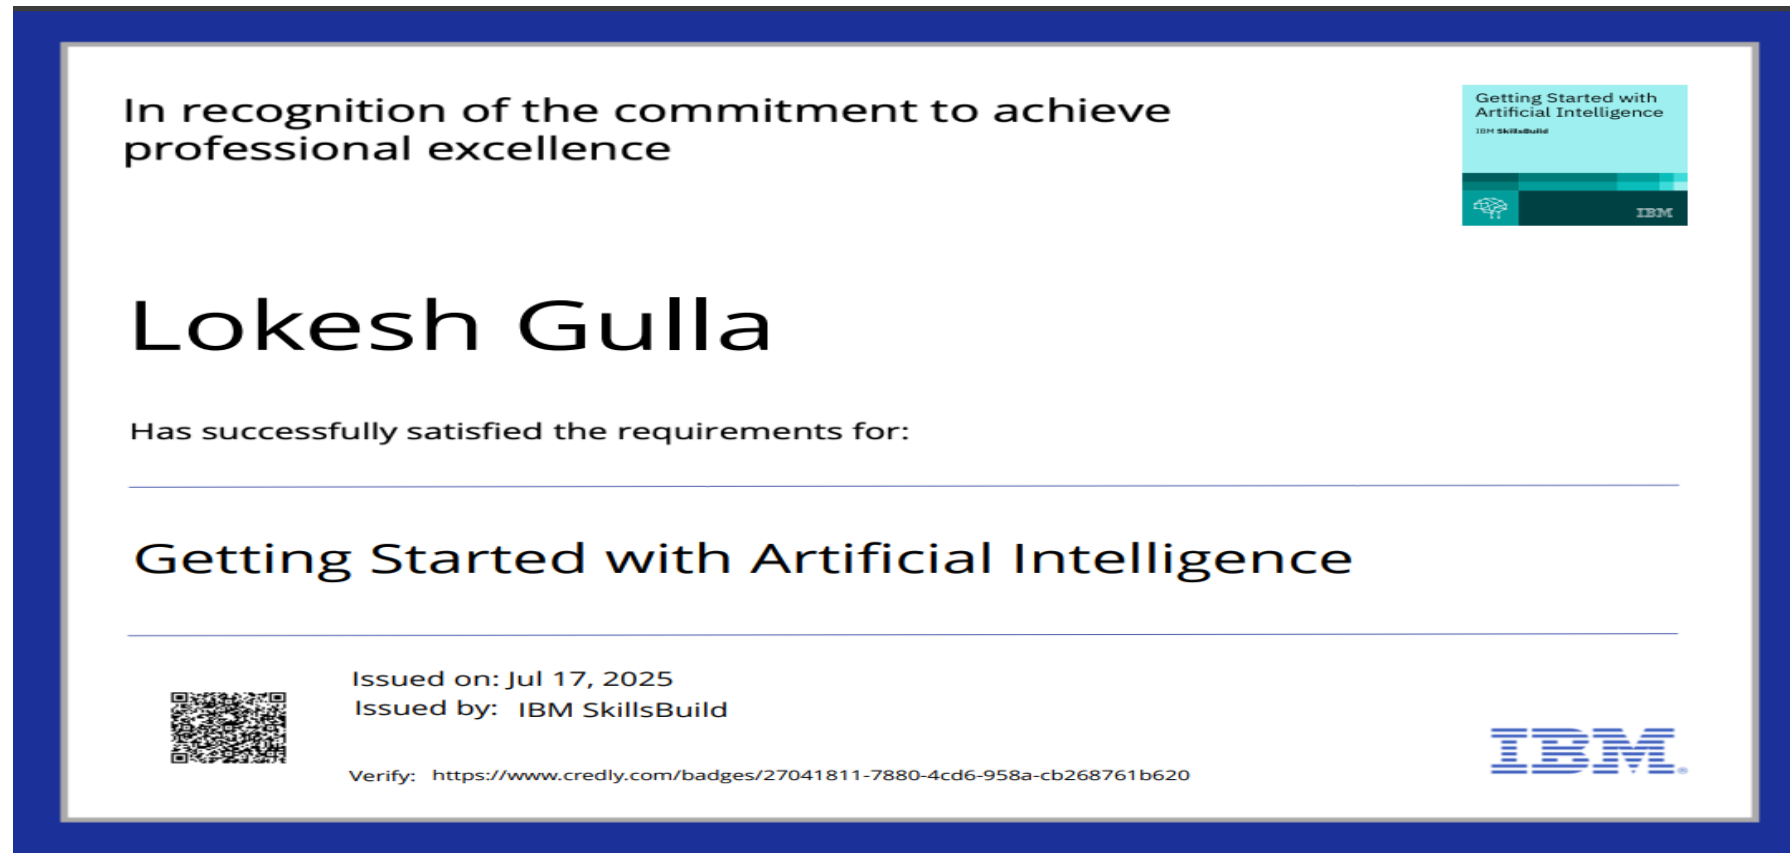 In recognition of the commitment to achieve
professional excellence
Getting Started with
Artificial Intelligence
IBM SkillsBuild
IBM
Lokesh Gulla
Has successfully satisfied the requirements for:
Getting Started with Artificial Intelligence
Issued on: Jul 17, 2025
Issued by: IBM SkillsBuild
Verify: https://www.credly.com/badges/27041811-7880-4cd6-958a-cb268761b620
IBM®